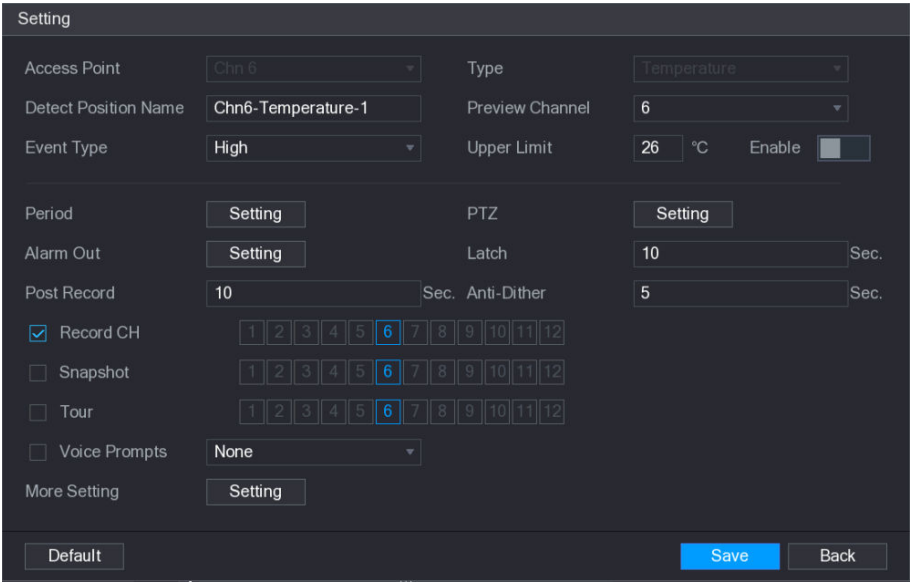 Setting
Access Point Chn 6 Type Temperature
Detect Position Name Chn6-Temperature-1 Preview Channel 6
Event Type High Upper Limit 26 °C Enable
Period Setting PTZ Setting
Alarm Out Setting Latch 10 Sec.
Post Record 10 Sec. Anti-Dither 5 Sec.
Record CH 1 2 3 4 5 6 7 8 9 10 11 12
Snapshot 1 2 3 4 5 6 7 8 9 10 11 12
Tour 1 2 3 4 5 6 7 8 9 10 11 12
Voice Prompts None
More Setting Setting
Default Save Back